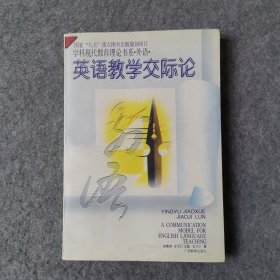 国家“九五”重点图书出版规划项目
学科现代教育理论书系·外语·
英语教学交际论
英语
YINGYU JIAOXUE
JIAOJI LUN
A COMMUNICATION
MODEL FOR
ENGLISH LANGUAGE
TEACHING
广西教育出版社